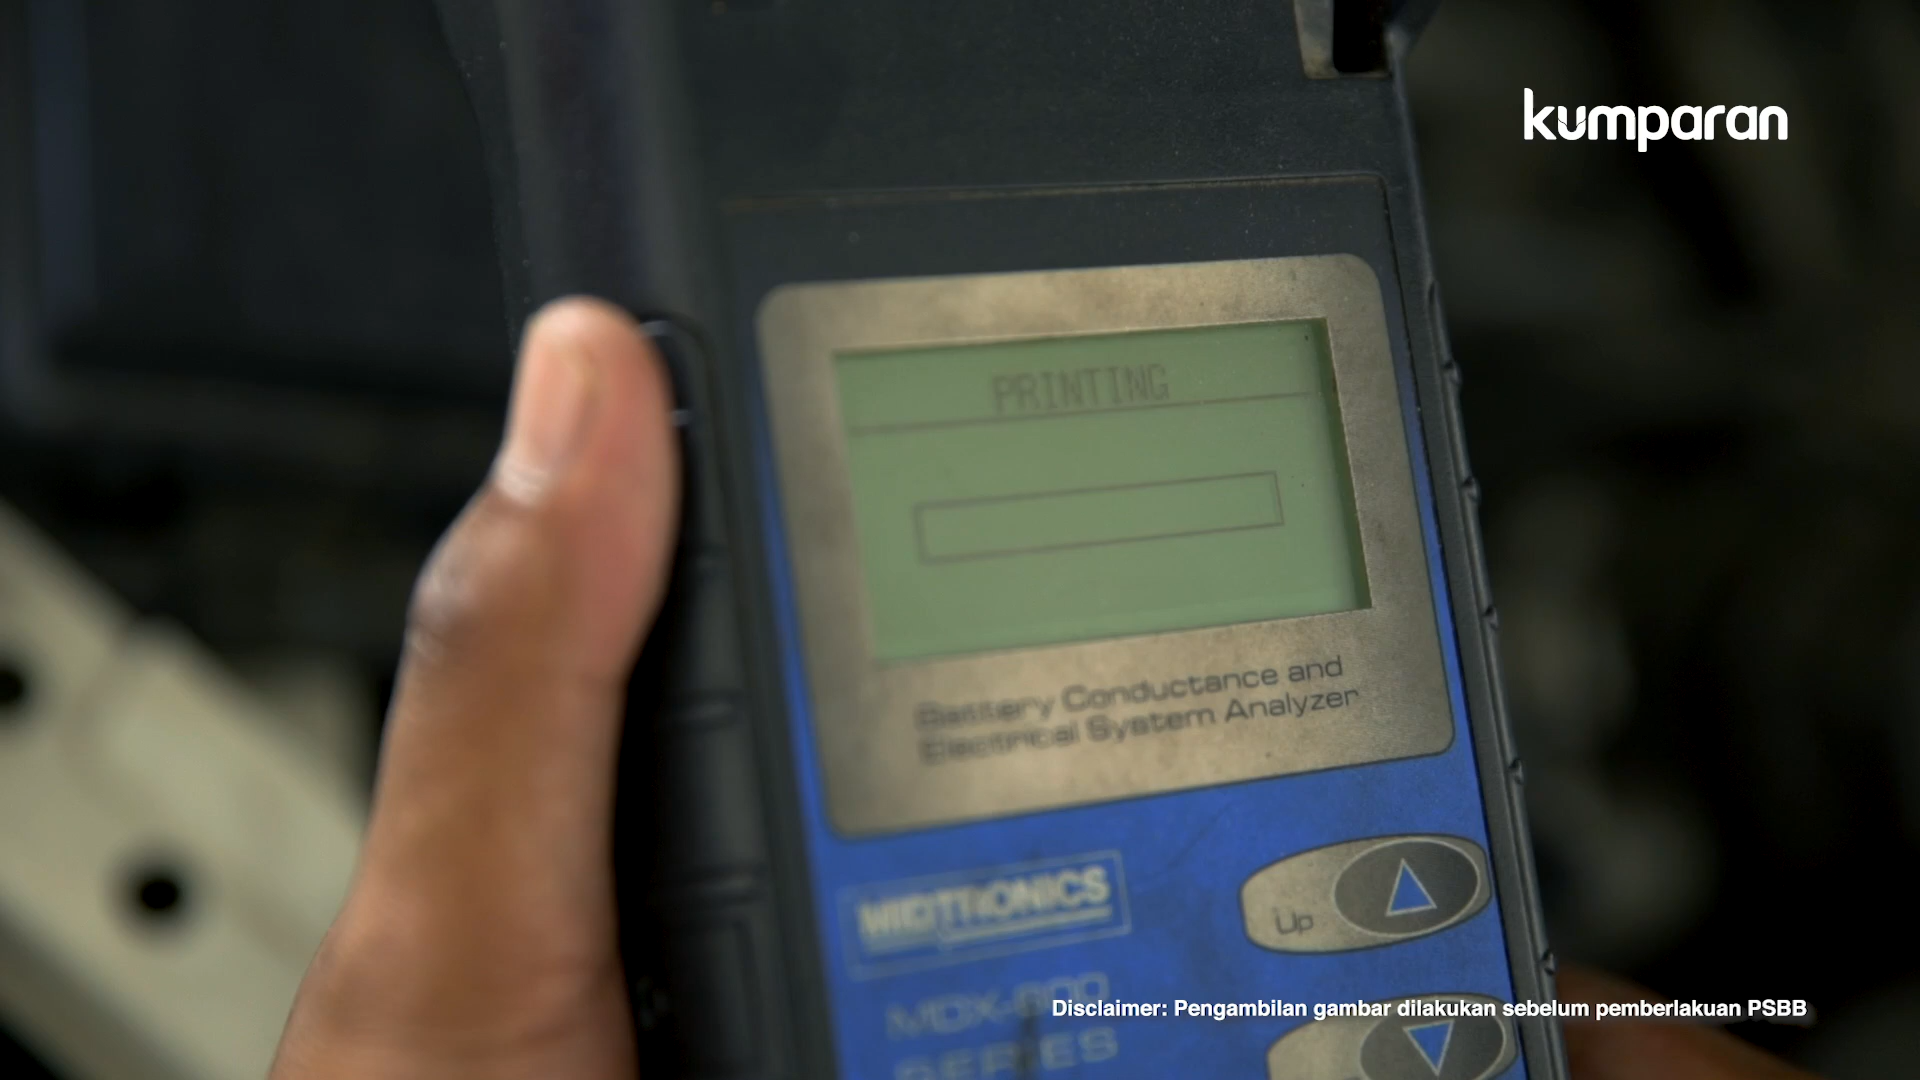 kumparan
PRINTING
Battery Conductance and
Electrical System Analyzer
MIDTRONICS
Up
MDX-600
SERIES
Disclaimer: Pengambilan gambar dilakukan sebelum pemberlakuan PSBB